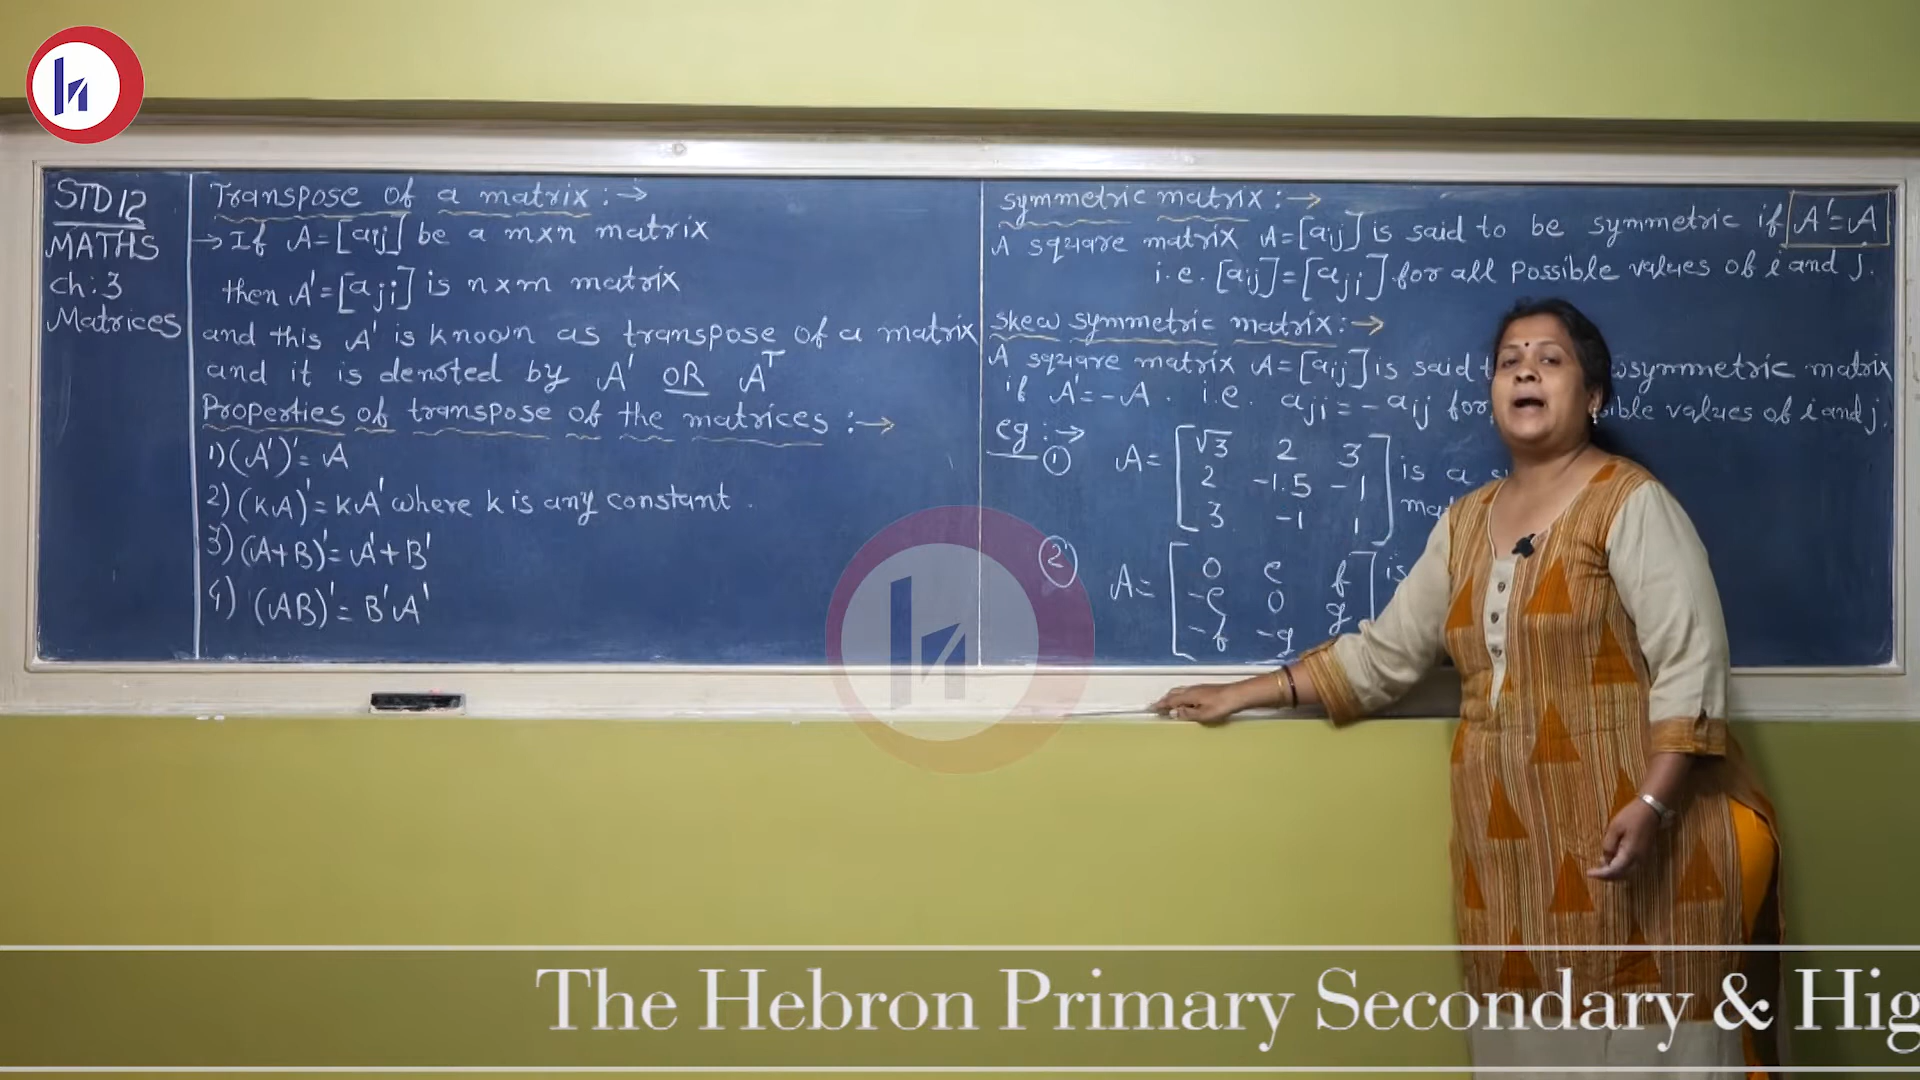 STD 12
MATHS
ch: 3
Matrices
Transpose of a matrix :→
→ If A = [aij] be a m×n matrix
then A' = [aji] is n×m matrix
and this A' is known as transpose of a matrix
and it is denoted by A' OR Aᵀ
Properties of transpose of the matrices :→
1) (A')' = A
2) (KA)' = KA' where k is any constant.
3) (A+B)' = A' + B'
4) (AB)' = B'A'
symmetric matrix :→
A square matrix A = [aij] is said to be symmetric if A' = A
i.e. [aij] = [aji] for all possible values of i and j.
skew symmetric matrix :→
A square matrix A = [aij] is said symmetric matrix
if A' = -A. i.e. aji = -aij for values of i and j.
eg :→
① A = [ √3 2 3
2 -1.5 -1
3 -1 1 ] is a
② A = [ 0 e f
-e 0 g
-f -g ] is
The Hebron Primary Secondary & Hig